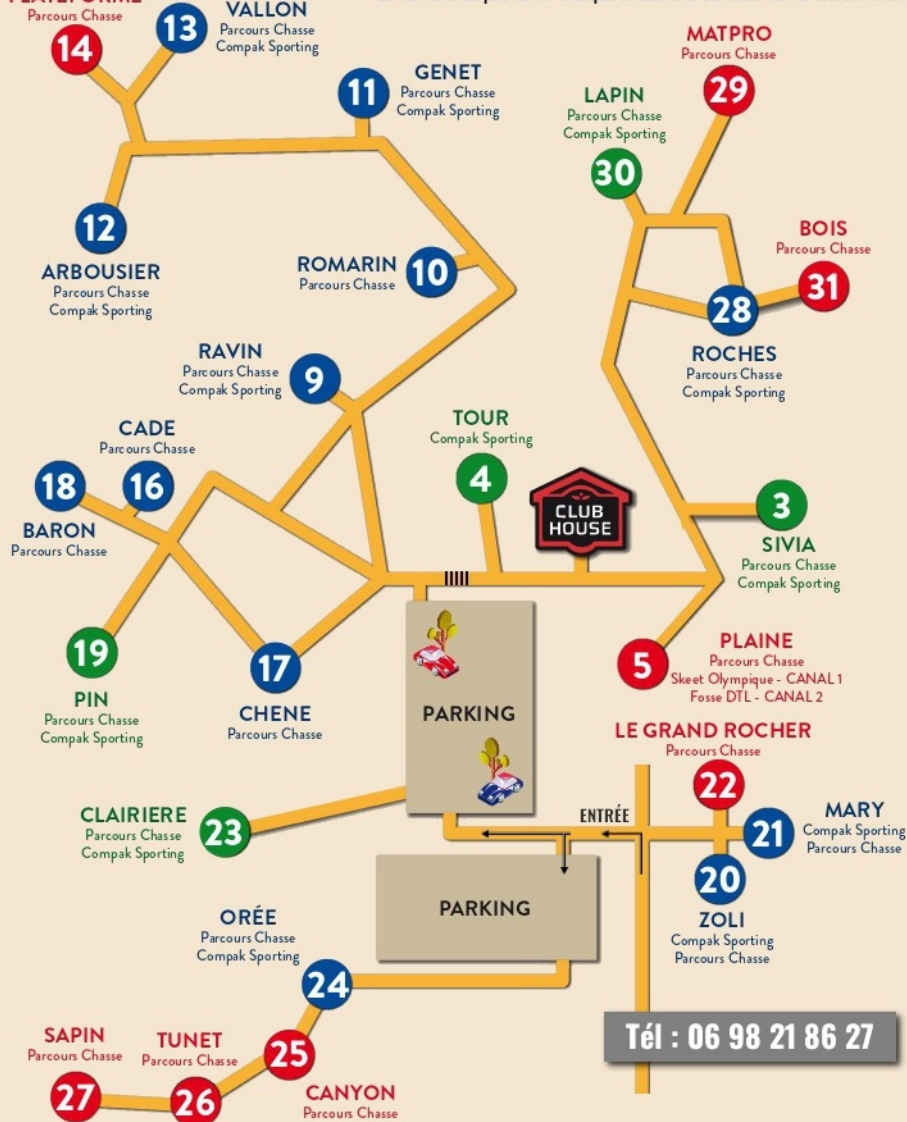 Parcours Chasse
14
13
VALLON
Parcours Chasse
Compak Sporting
11
GENET
Parcours Chasse
Compak Sporting
MATPRO
Parcours Chasse
29
LAPIN
Parcours Chasse
Compak Sporting
30
12
ARBOUSIER
Parcours Chasse
Compak Sporting
ROMARIN
Parcours Chasse
10
BOIS
Parcours Chasse
31
28
ROCHES
Parcours Chasse
Compak Sporting
RAVIN
Parcours Chasse
Compak Sporting
9
TOUR
Compak Sporting
4
CADE
Parcours Chasse
16
18
BARON
Parcours Chasse
CLUB
HOUSE
3
SIVIA
Parcours Chasse
Compak Sporting
19
PIN
Parcours Chasse
Compak Sporting
17
CHENE
Parcours Chasse
5
PLAINE
Parcours Chasse
Skeet Olympique - CANAL 1
Fosse DTL - CANAL 2
PARKING
LE GRAND ROCHER
Parcours Chasse
22
CLAIRIERE
Parcours Chasse
Compak Sporting
23
ENTRÉE
21
MARY
Compak Sporting
Parcours Chasse
20
ZOLI
Compak Sporting
Parcours Chasse
PARKING
ORÉE
Parcours Chasse
Compak Sporting
24
SAPIN
Parcours Chasse
27
TUNET
Parcours Chasse
26
25
CANYON
Parcours Chasse
Tél : 06 98 21 86 27